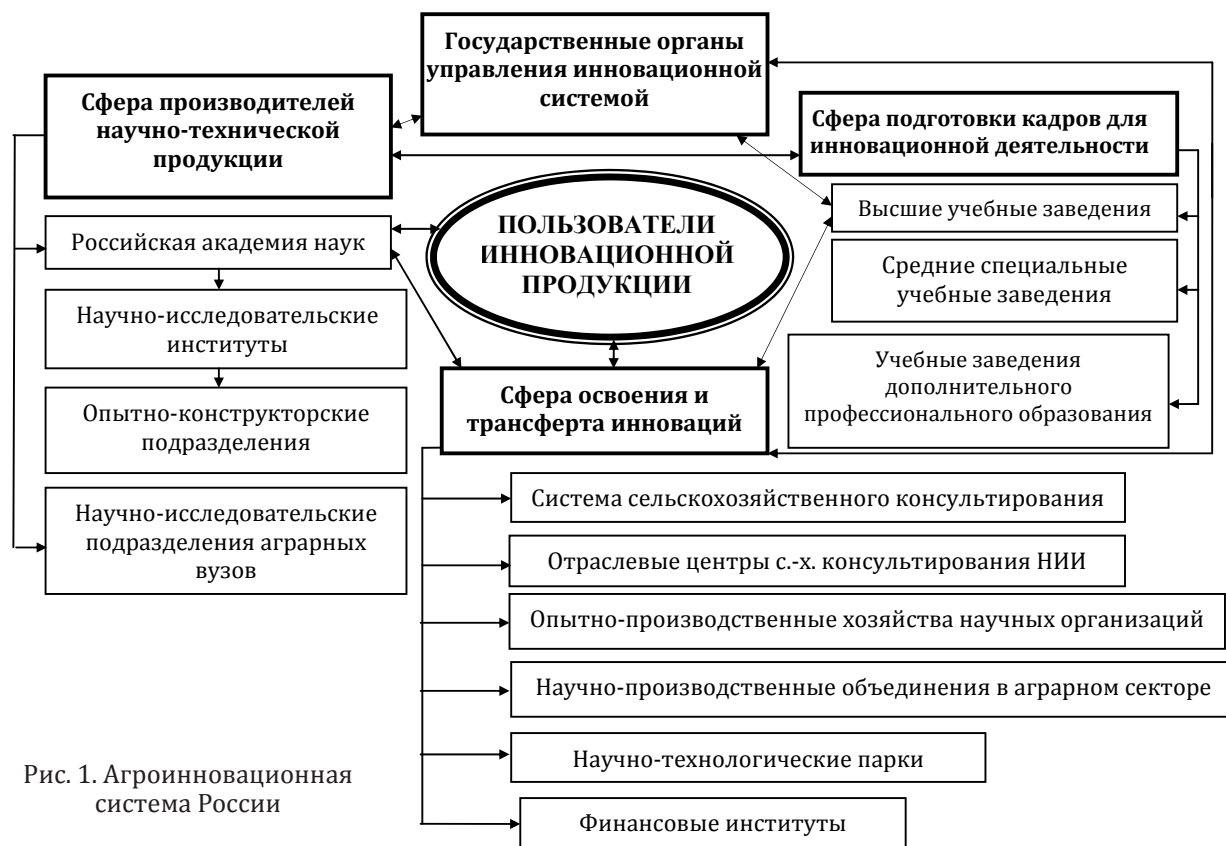 Государственные органы
управления инновационной
системой
Сфера производителей
научно-технической
продукции
Сфера подготовки кадров для
инновационной деятельности
ПОЛЬЗОВАТЕЛИ
ИННОВАЦИОННОЙ
ПРОДУКЦИИ
Российская академия наук
Научно-исследовательские
институты
Опытно-конструкторские
подразделения
Научно-исследовательские
подразделения аграрных
вузов
Высшие учебные заведения
Средние специальные
учебные заведения
Учебные заведения
дополнительного
профессионального образования
Сфера освоения и
трансферта инноваций
Система сельскохозяйственного консультирования
Отраслевые центры с.-х. консультирования НИИ
Опытно-производственные хозяйства научных организаций
Научно-производственные объединения в аграрном секторе
Научно-технологические парки
Финансовые институты
Рис. 1. Агроинновационная
система России